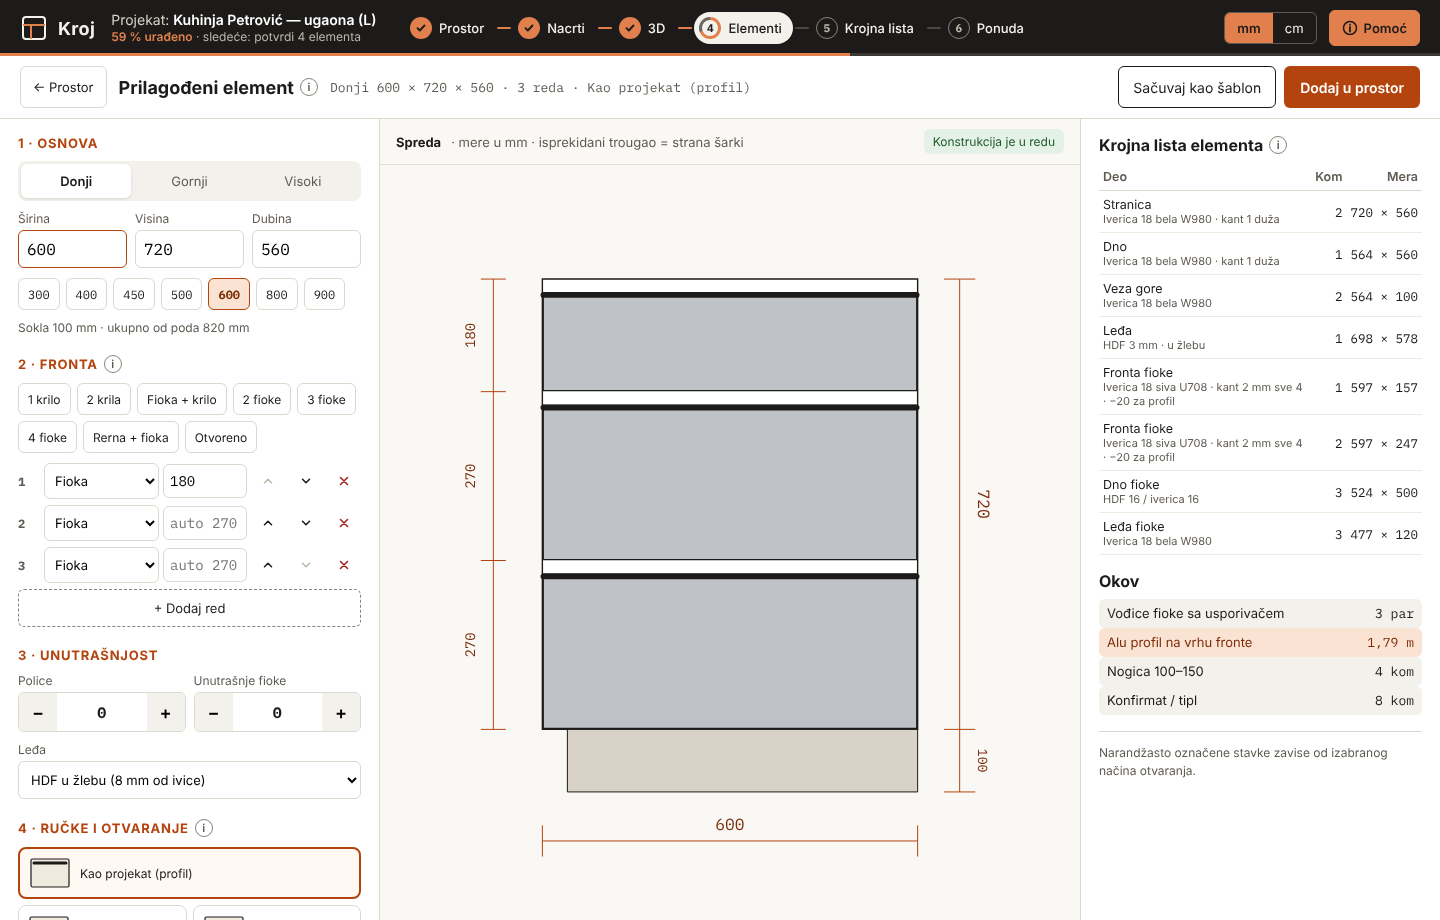 Kroj
Projekat: Kuhinja Petrović — ugaona (L)
59 % urađeno · sledeće: potvrdi 4 elementa
Prostor
Nacrti
3D
4 Elementi
5 Krojna lista
6 Ponuda
mm cm
Pomoć
← Prostor
Prilagođeni element i
Donji 600 × 720 × 560 · 3 reda · Kao projekat (profil)
Sačuvaj kao šablon
Dodaj u prostor
1 · OSNOVA
Donji Gornji Visoki
Širina Visina Dubina
600 720 560
300 400 450 500 600 800 900
Sokla 100 mm · ukupno od poda 820 mm
2 · FRONTA i
1 krilo 2 krila Fioka + krilo 2 fioke 3 fioke
4 fioke Rerna + fioka Otvoreno
1 Fioka 180
2 Fioka auto 270
3 Fioka auto 270
+ Dodaj red
3 · UNUTRAŠNJOST
Police Unutrašnje fioke
− 0 + − 0 +
Leđa
HDF u žlebu (8 mm od ivice)
4 · RUČKE I OTVARANJE i
Kao projekat (profil)
Spreda · mere u mm · isprekidani trougao = strana šarki
Konstrukcija je u redu
180
270
270
720
100
600
Krojna lista elementa i
Deo Kom Mera
Stranica 2 720 × 560
Iverica 18 bela W980 · kant 1 duža
Dno 1 564 × 560
Iverica 18 bela W980 · kant 1 duža
Veza gore 2 564 × 100
Iverica 18 bela W980
Leđa 1 698 × 578
HDF 3 mm · u žlebu
Fronta fioke 1 597 × 157
Iverica 18 siva U708 · kant 2 mm sve 4
· −20 za profil
Fronta fioke 2 597 × 247
Iverica 18 siva U708 · kant 2 mm sve 4
· −20 za profil
Dno fioke 3 524 × 500
HDF 16 / iverica 16
Leđa fioke 3 477 × 120
Iverica 18 bela W980
Okov
Vođice fioke sa usporivačem 3 par
Alu profil na vrhu fronte 1,79 m
Nogica 100–150 4 kom
Konfirmat / tipl 8 kom
Narandžasto označene stavke zavise od izabranog
načina otvaranja.